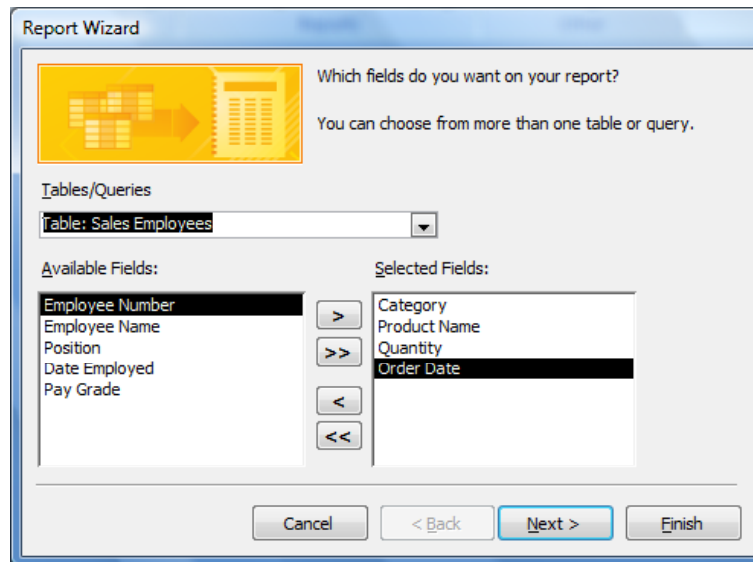 Report Wizard
Which fields do you want on your report?
You can choose from more than one table or query.
Tables/Queries
Table: Sales Employees
Available Fields:
Selected Fields:
Employee Number
Employee Name
Position
Date Employed
Pay Grade
>
>>
<
<<
Category
Product Name
Quantity
Order Date
Cancel
< Back
Next >
Finish